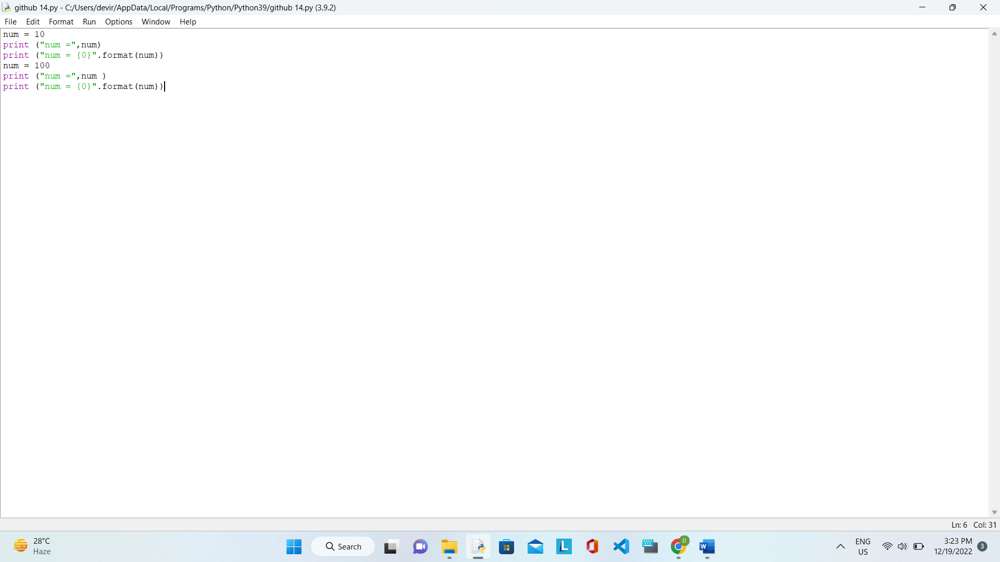 github 14.py - C:/Users/devir/AppData/Local/Programs/Python/Python39/github 14.py (3.9.2)
File Edit Format Run Options Window Help
num = 10
print ("num =",num)
print ("num = {0}".format(num))
num = 100
print ("num =",num )
print ("num = {0}".format(num))
Ln: 6 Col: 31
28°C
Haze
Search
L
D
W
ENG
US
3:23 PM
12/19/2022
3